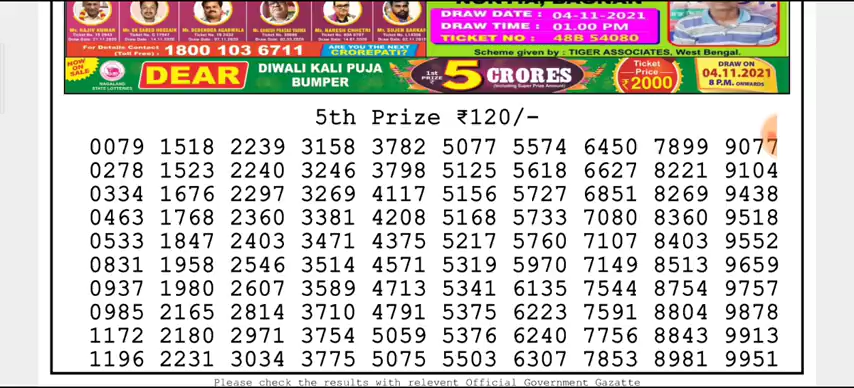 DRAW DATE : 04-11-2021
DRAW TIME : 01.00 PM
TICKET NO : 48B 54080
For Details Contact
(Toll Free) :
1800 103 6711
ARE YOU THE NEXT
CROREPATI?
Scheme given by : TIGER ASSOCIATES, West Bengal.
NOW ON SALE
NAGALAND
STATE LOTTERIES
DEAR
DIWALI KALI PUJA
BUMPER
1st
PRIZE
₹
5 CRORES
(Including Super Prize Amount)
Ticket
Price
₹2000
DRAW ON
04.11.2021
8 P.M. ONWARDS
5th Prize ₹120/-
0079 1518 2239 3158 3782 5077 5574 6450 7899 9077
0278 1523 2240 3246 3798 5125 5618 6627 8221 9104
0334 1676 2297 3269 4117 5156 5727 6851 8269 9438
0463 1768 2360 3381 4208 5168 5733 7080 8360 9518
0533 1847 2403 3471 4375 5217 5760 7107 8403 9552
0831 1958 2546 3514 4571 5319 5970 7149 8513 9659
0937 1980 2607 3589 4713 5341 6135 7544 8754 9757
0985 2165 2814 3710 4791 5375 6223 7591 8804 9878
1172 2180 2971 3754 5059 5376 6240 7756 8843 9913
1196 2231 3034 3775 5075 5503 6307 7853 8981 9951
Please check the results with relevent Official Government Gazatte